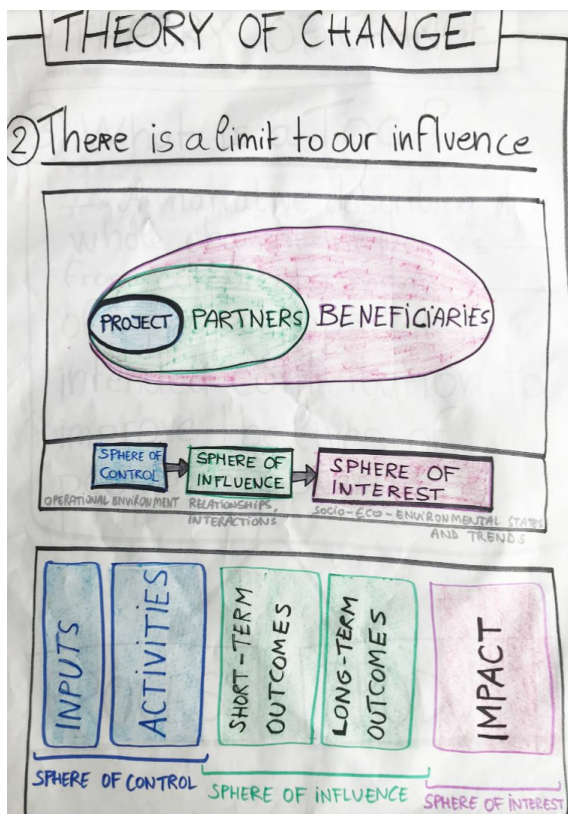 THEORY OF CHANGE
② There is a limit to our influence
PROJECT PARTNERS BENEFICIARIES
SPHERE OF
CONTROL
SPHERE OF
INFLUENCE
SPHERE OF
INTEREST
OPERATIONAL ENVIRONMENT
RELATIONSHIPS,
INTERACTIONS
SOCIO-ECO-ENVIRONMENTAL STATES
AND TRENDS
INPUTS
ACTIVITIES
SHORT-TERM
OUTCOMES
LONG-TERM
OUTCOMES
IMPACT
SPHERE OF CONTROL
SPHERE OF INFLUENCE
SPHERE OF INTEREST